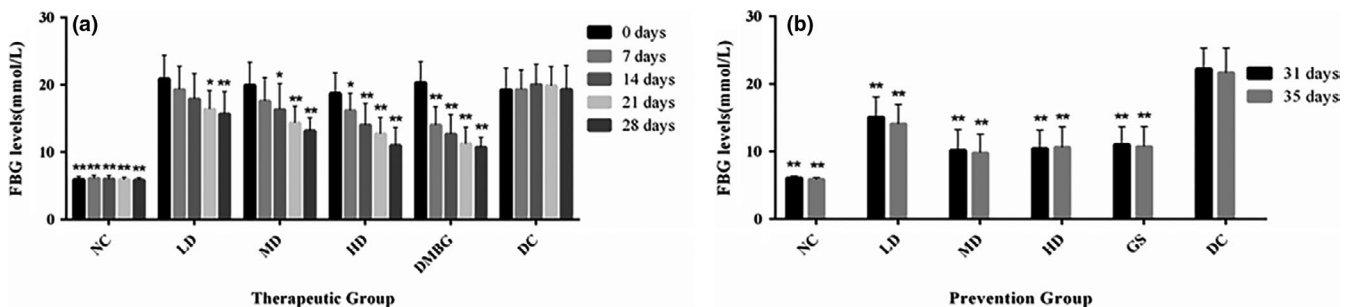 (a)
FBG levels(mmol/L)
30
20
10
0
** ** ** ** **
* **
* ** **
* ** ** **
** ** ** **
NC
LD
MD
HD
DMBG
DC
Therapeutic Group
0 days
7 days
14 days
21 days
28 days
(b)
FBG levels(mmol/L)
30
20
10
0
** **
** **
** **
** **
** **
NC
LD
MD
HD
GS
DC
Prevention Group
31 days
35 days